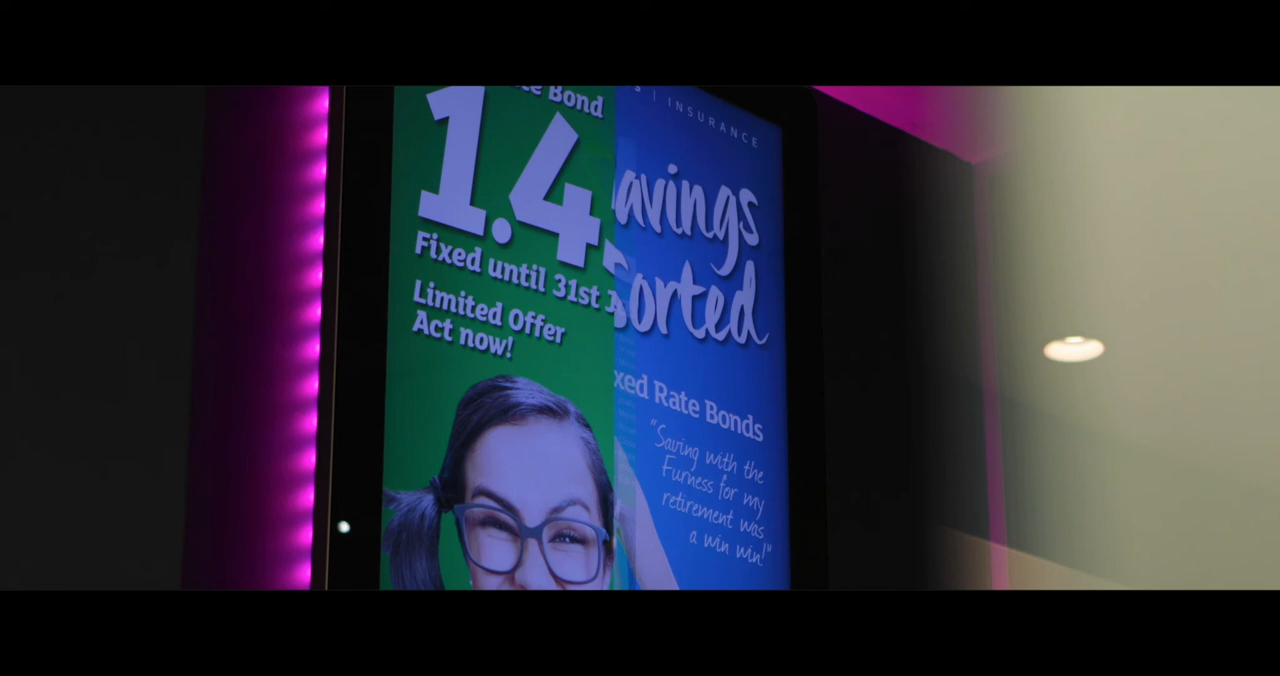 Bond
1.4
Fixed until 31st
Limited Offer
Act now!
INSURANCE
avings
orted
xed Rate Bonds
"Saving with the
Furness for my
retirement was
a win win!"